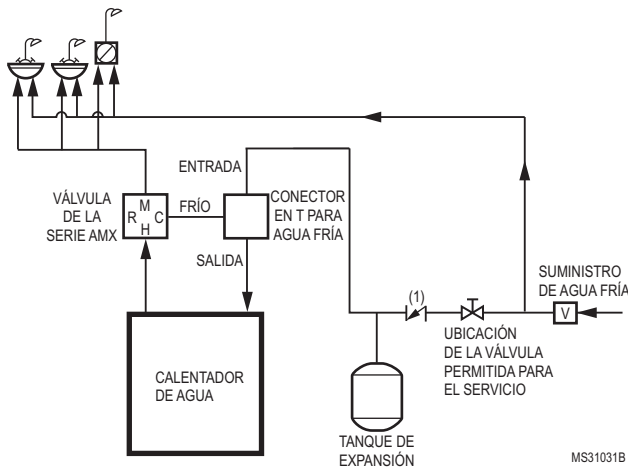 ENTRADA
VÁLVULA
DE LA
SERIE AMX
M
R
C
H
FRÍO
CONECTOR
EN T PARA
AGUA FRÍA
SALIDA
(1)
SUMINISTRO
DE AGUA FRÍA
V
UBICACIÓN
DE LA VÁLVULA
PERMITIDA PARA
EL SERVICIO
CALENTADOR
DE AGUA
TANQUE DE
EXPANSIÓN
MS31031B